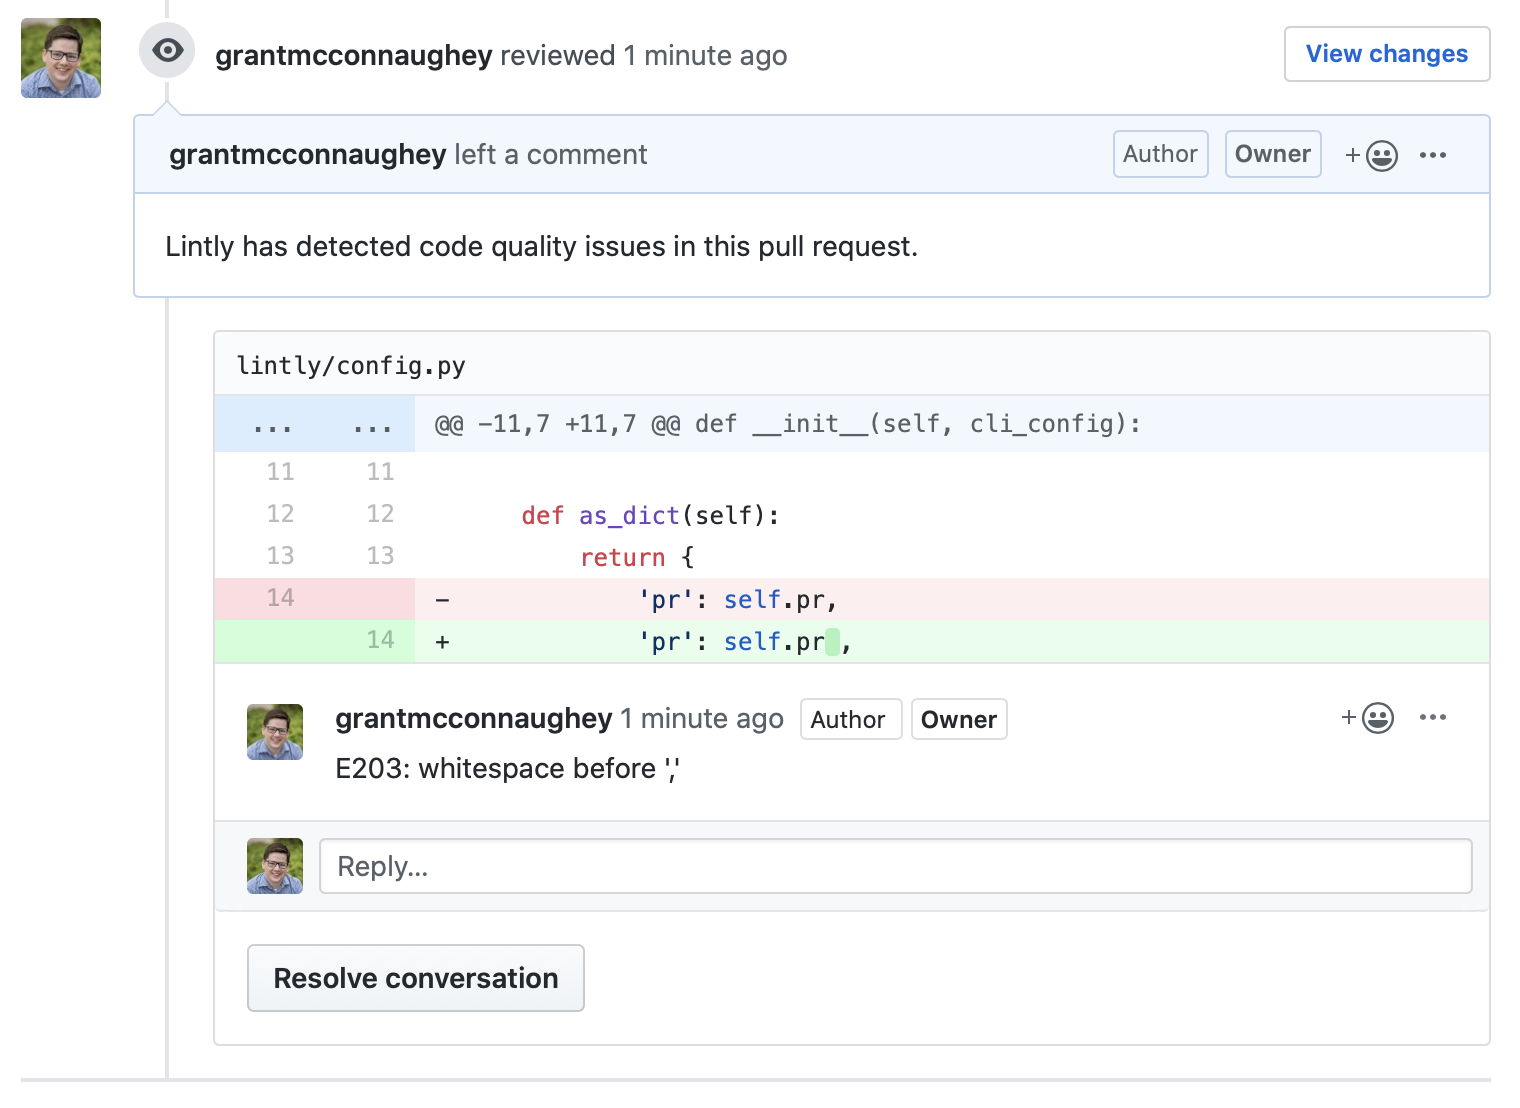 grantmcconnaughey reviewed 1 minute ago
View changes
grantmcconnaughey left a comment
Author
Owner
+
...
Lintly has detected code quality issues in this pull request.
lintly/config.py
... ... @@ -11,7 +11,7 @@ def __init__(self, cli_config):
11 11
12 12 def as_dict(self):
13 13 return {
14 - 'pr': self.pr,
14 + 'pr': self.pr ,
grantmcconnaughey 1 minute ago Author Owner
+
...
E203: whitespace before ','
Reply...
Resolve conversation